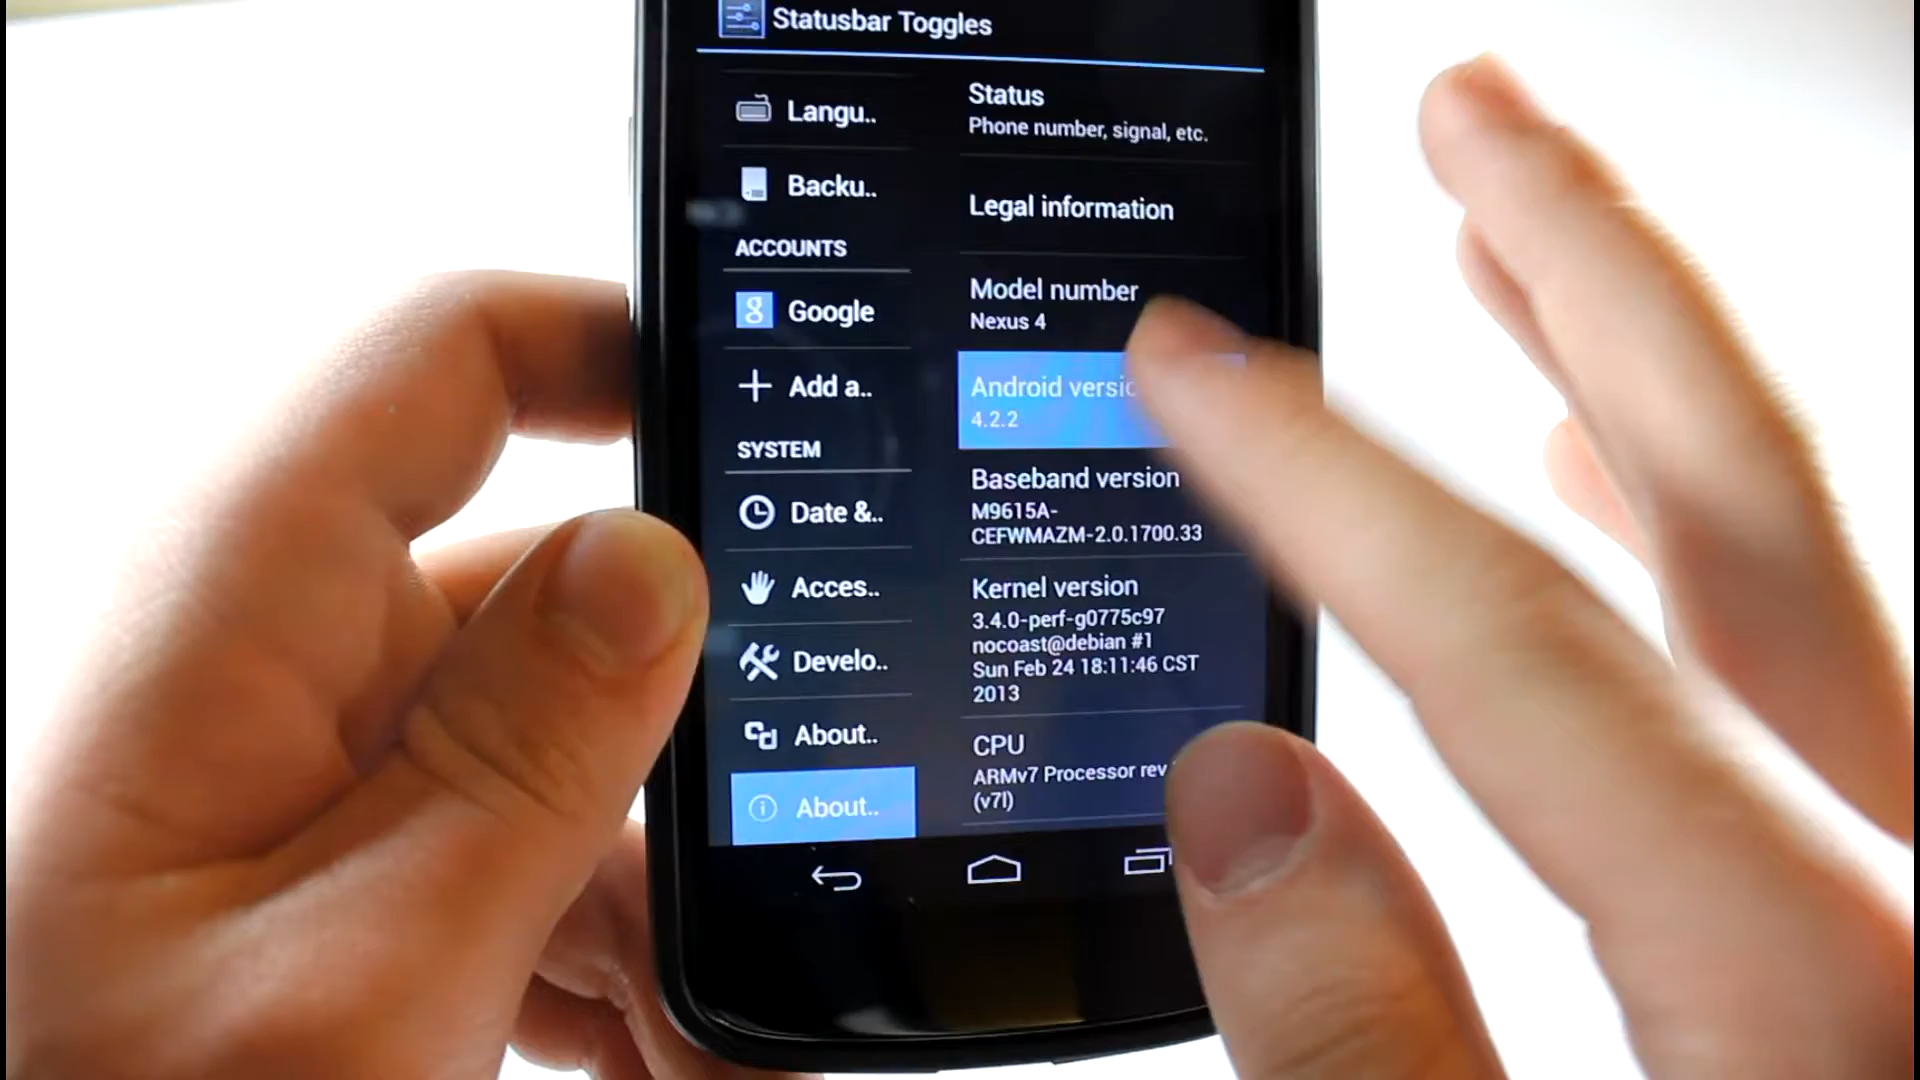 Statusbar Toggles
Langu..
Backu..
ACCOUNTS
Google
Add a..
SYSTEM
Date &..
Acces..
Develo..
About..
About..
Status
Phone number, signal, etc.
Legal information
Model number
Nexus 4
Android versio
4.2.2
Baseband version
M9615A-
CEFWMAZM-2.0.1700.33
Kernel version
3.4.0-perf-g0775c97
nocoast@debian #1
Sun Feb 24 18:11:46 CST
2013
CPU
ARMv7 Processor rev
(v7l)